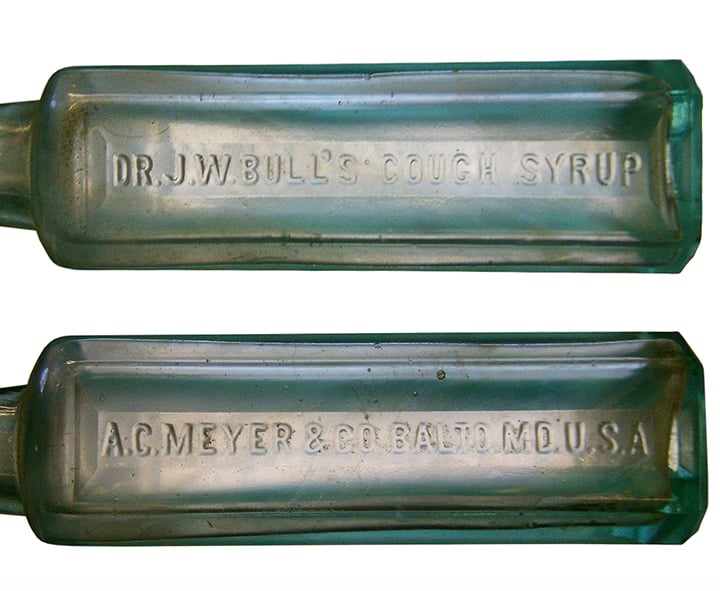 DR. J.W. BULL'S COUGH SYRUP
A.C. MEYER & CO. BALTO. MD. U.S.A